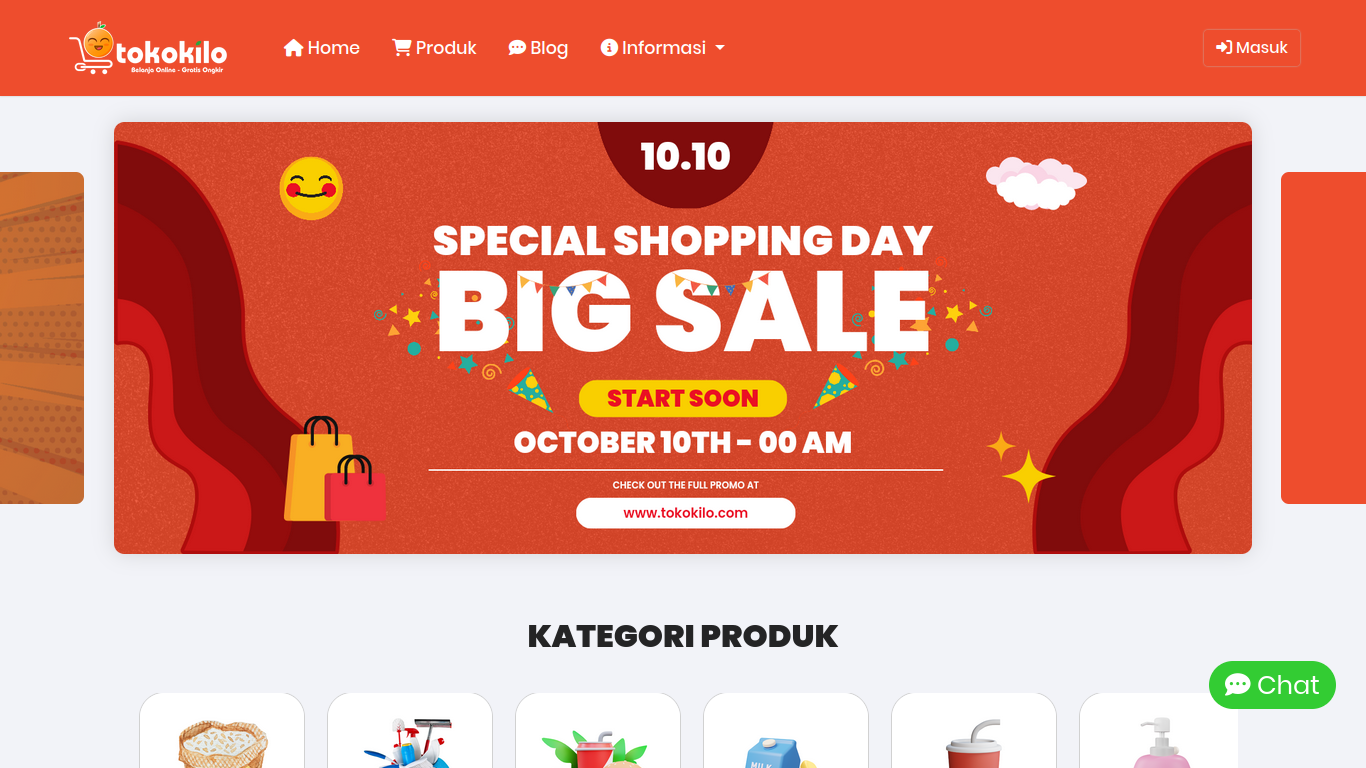 tokokilo
Belanja Online - Gratis Ongkir
Home
Produk
Blog
Informasi
Masuk
10.10
SPECIAL SHOPPING DAY
BIG SALE
START SOON
OCTOBER 10TH - 00 AM
CHECK OUT THE FULL PROMO AT
www.tokokilo.com
KATEGORI PRODUK
Chat
MILK